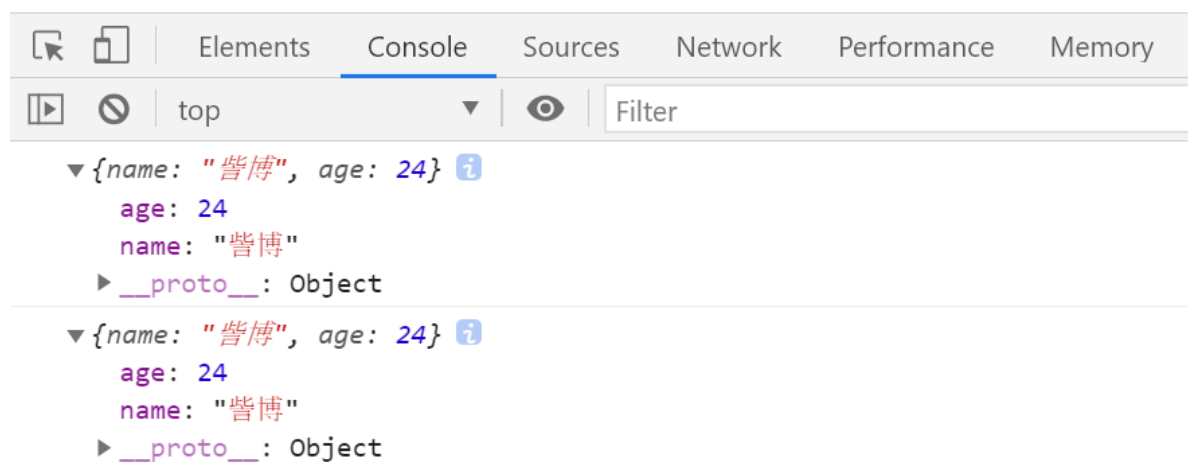 Elements Console Sources Network Performance Memory
top Filter
{name: "訾博", age: 24} i
age: 24
name: "訾博"
__proto__: Object
{name: "訾博", age: 24} i
age: 24
name: "訾博"
__proto__: Object